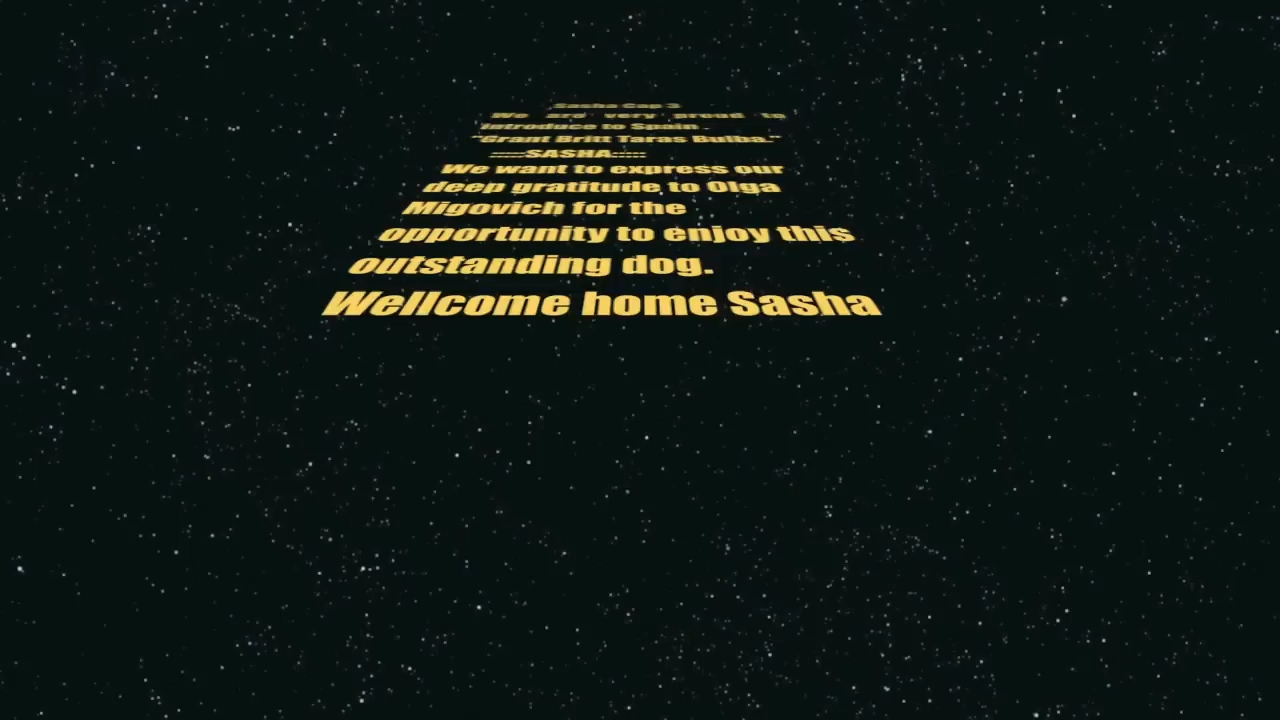 Sasha Cap 3
We are very proud to
introduce to Spain .
"Grant Britt Taras Bulba."
:::::SASHA:::::
We want to express our
deep gratitude to Olga
Migovich for the
opportunity to enjoy this
outstanding dog.
Wellcome home Sasha